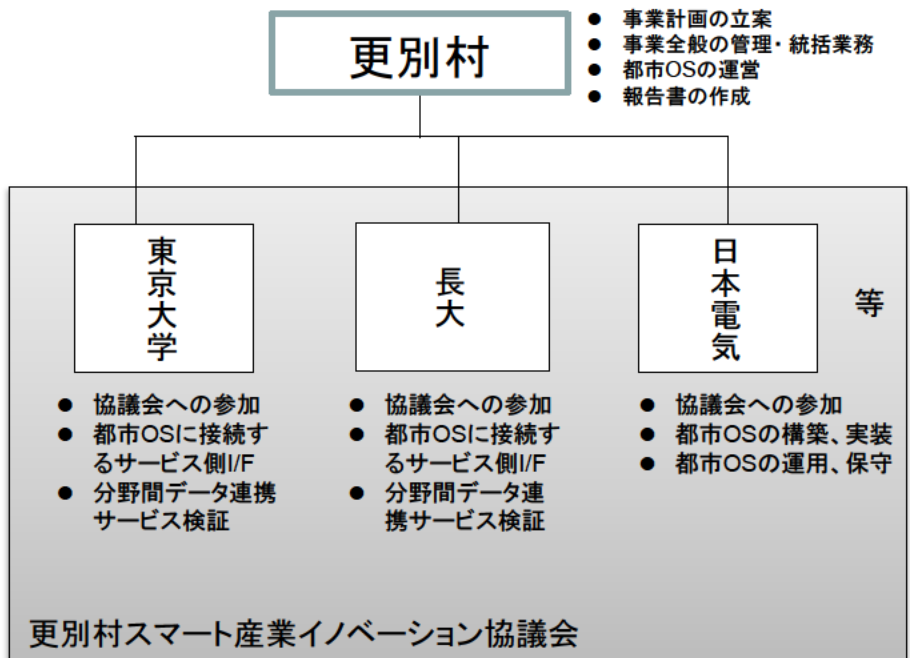 更別村
● 事業計画の立案
● 事業全般の管理・統括業務
● 都市OSの運営
● 報告書の作成
東京大学
長大
日本電気
等
● 協議会への参加
● 都市OSに接続す
るサービス側I/F
● 分野間データ連携
サービス検証
● 協議会への参加
● 都市OSに接続す
るサービス側I/F
● 分野間データ連
携サービス検証
● 協議会への参加
● 都市OSの構築、実装
● 都市OSの運用、保守
更別村スマート産業イノベーション協議会